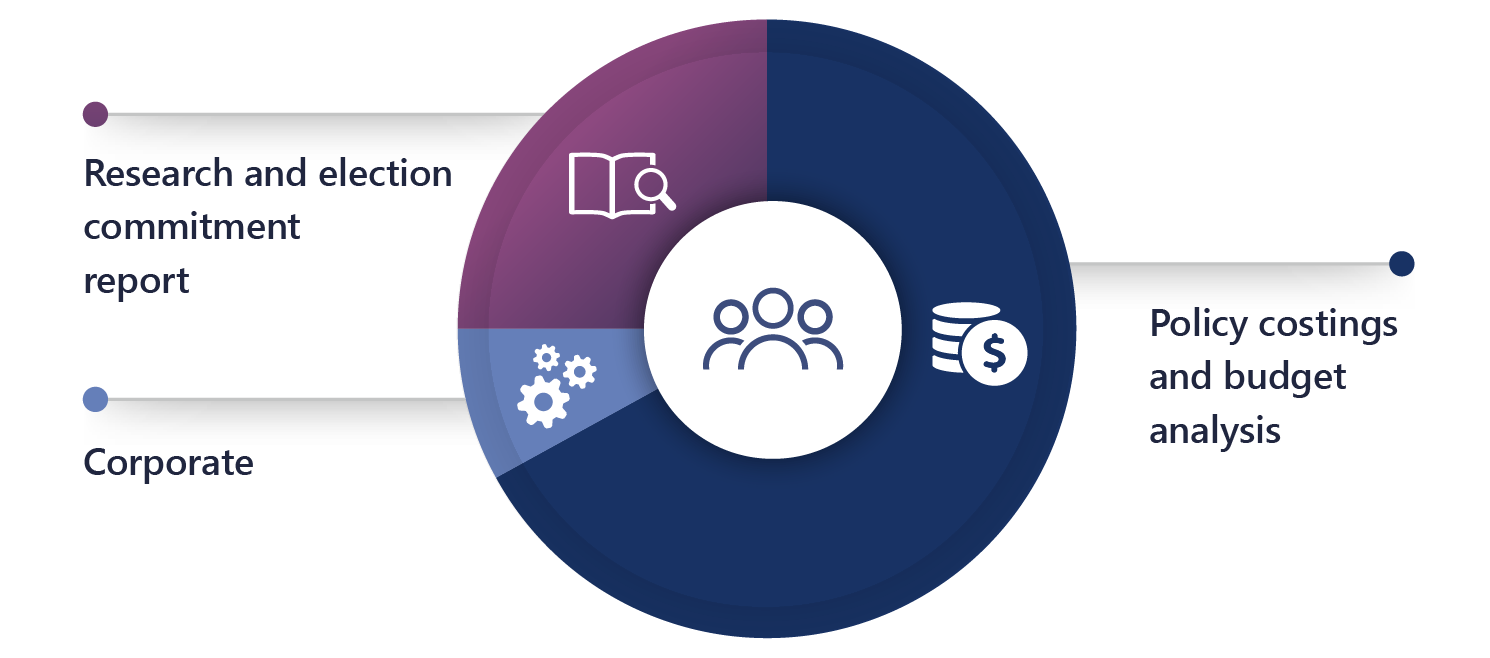 Research and election
commitment
report
Corporate
$
Policy costings
and budget
analysis